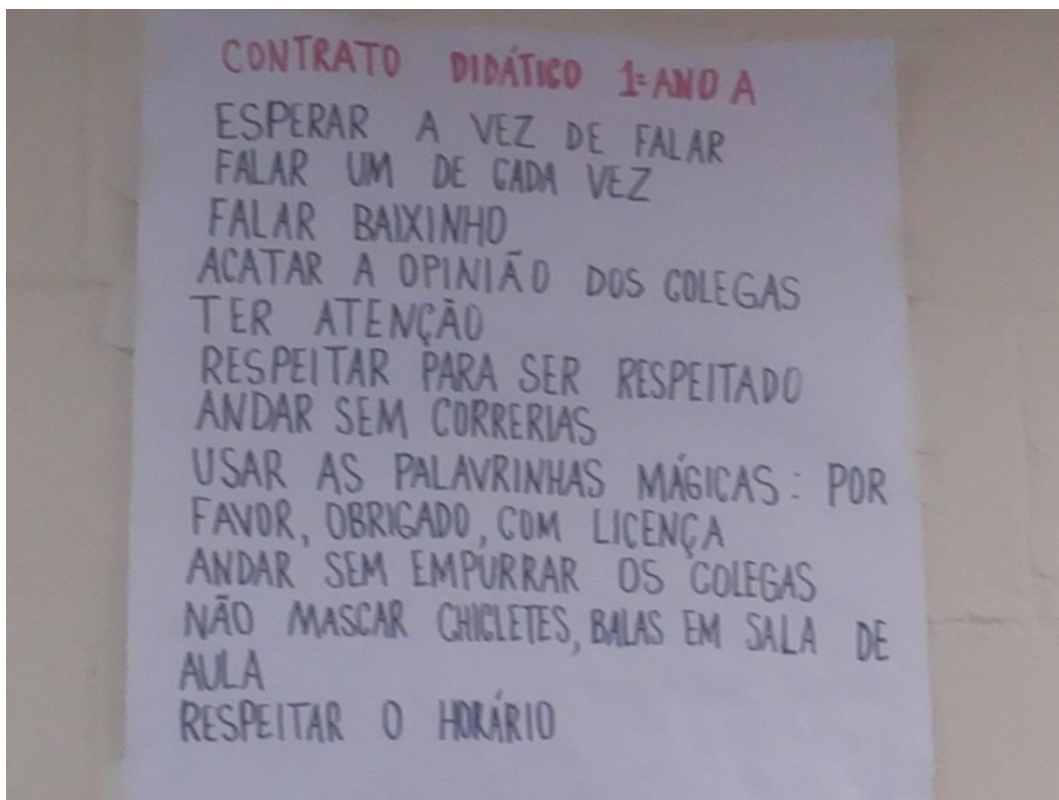 CONTRATO DIDÁTICO 1º ANO A
ESPERAR A VEZ DE FALAR
FALAR UM DE CADA VEZ
FALAR BAIXINHO
ACATAR A OPINIÃO DOS COLEGAS
TER ATENÇÃO
RESPEITAR PARA SER RESPEITADO
ANDAR SEM CORRERIAS
USAR AS PALAVRINHAS MÁGICAS: POR
FAVOR, OBRIGADO, COM LICENÇA
ANDAR SEM EMPURRAR OS COLEGAS
NÃO MASCAR CHICLETES, BALAS EM SALA DE
AULA
RESPEITAR O HORÁRIO